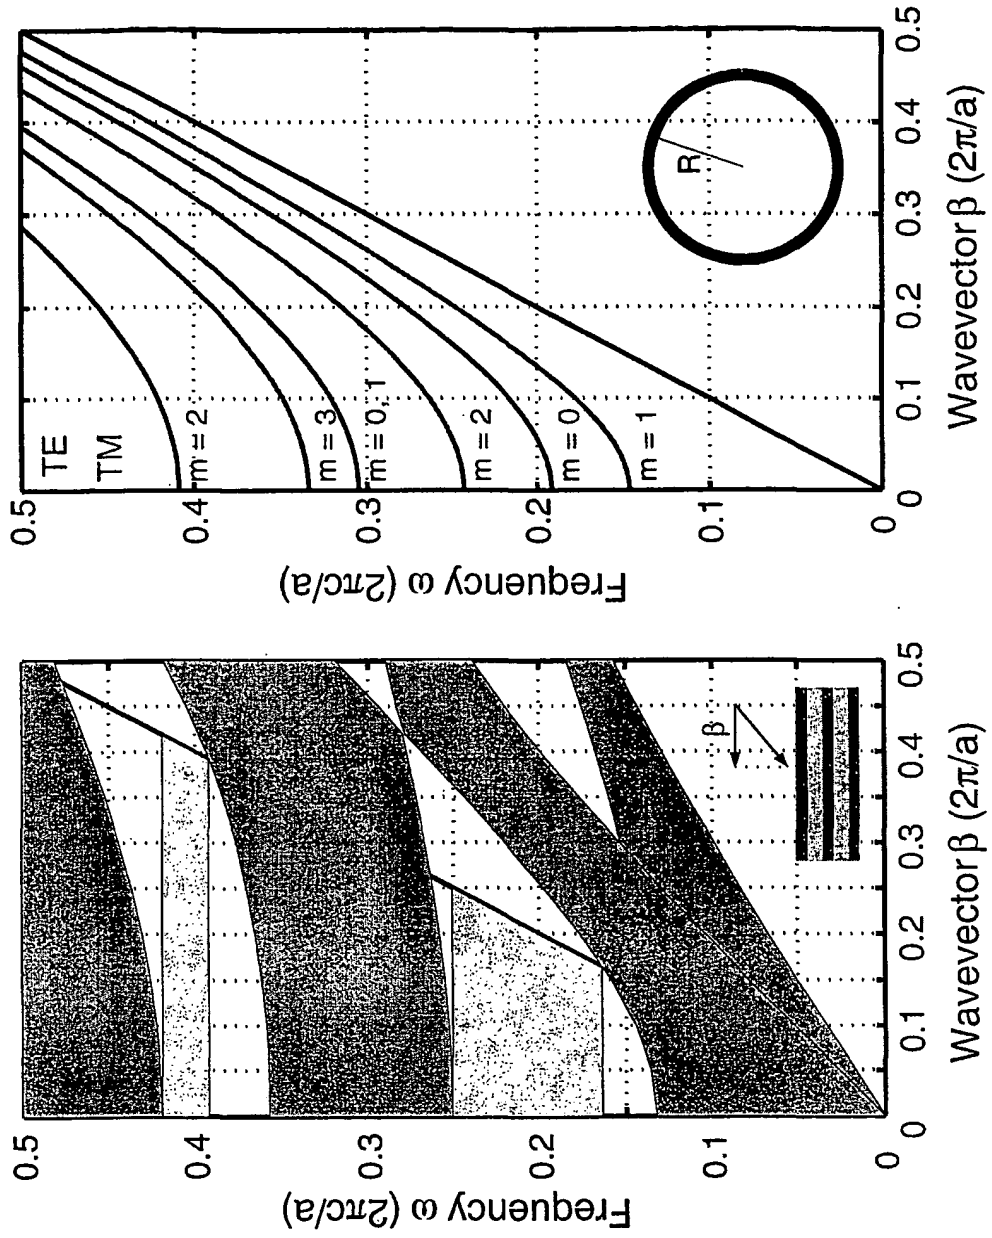 0.5
0.4
0.3
0.2
0.1
0
Frequency ω (2πc/a)
0
0.1
0.2
0.3
0.4
0.5
Wavevector β (2π/a)
β
0.5
0.4
0.3
0.2
0.1
0
Frequency ω (2πc/a)
TE
TM
m = 2
m = 3
m = 0, 1
m = 2
m = 0
m = 1
R
0
0.1
0.2
0.3
0.4
0.5
Wavevector β (2π/a)